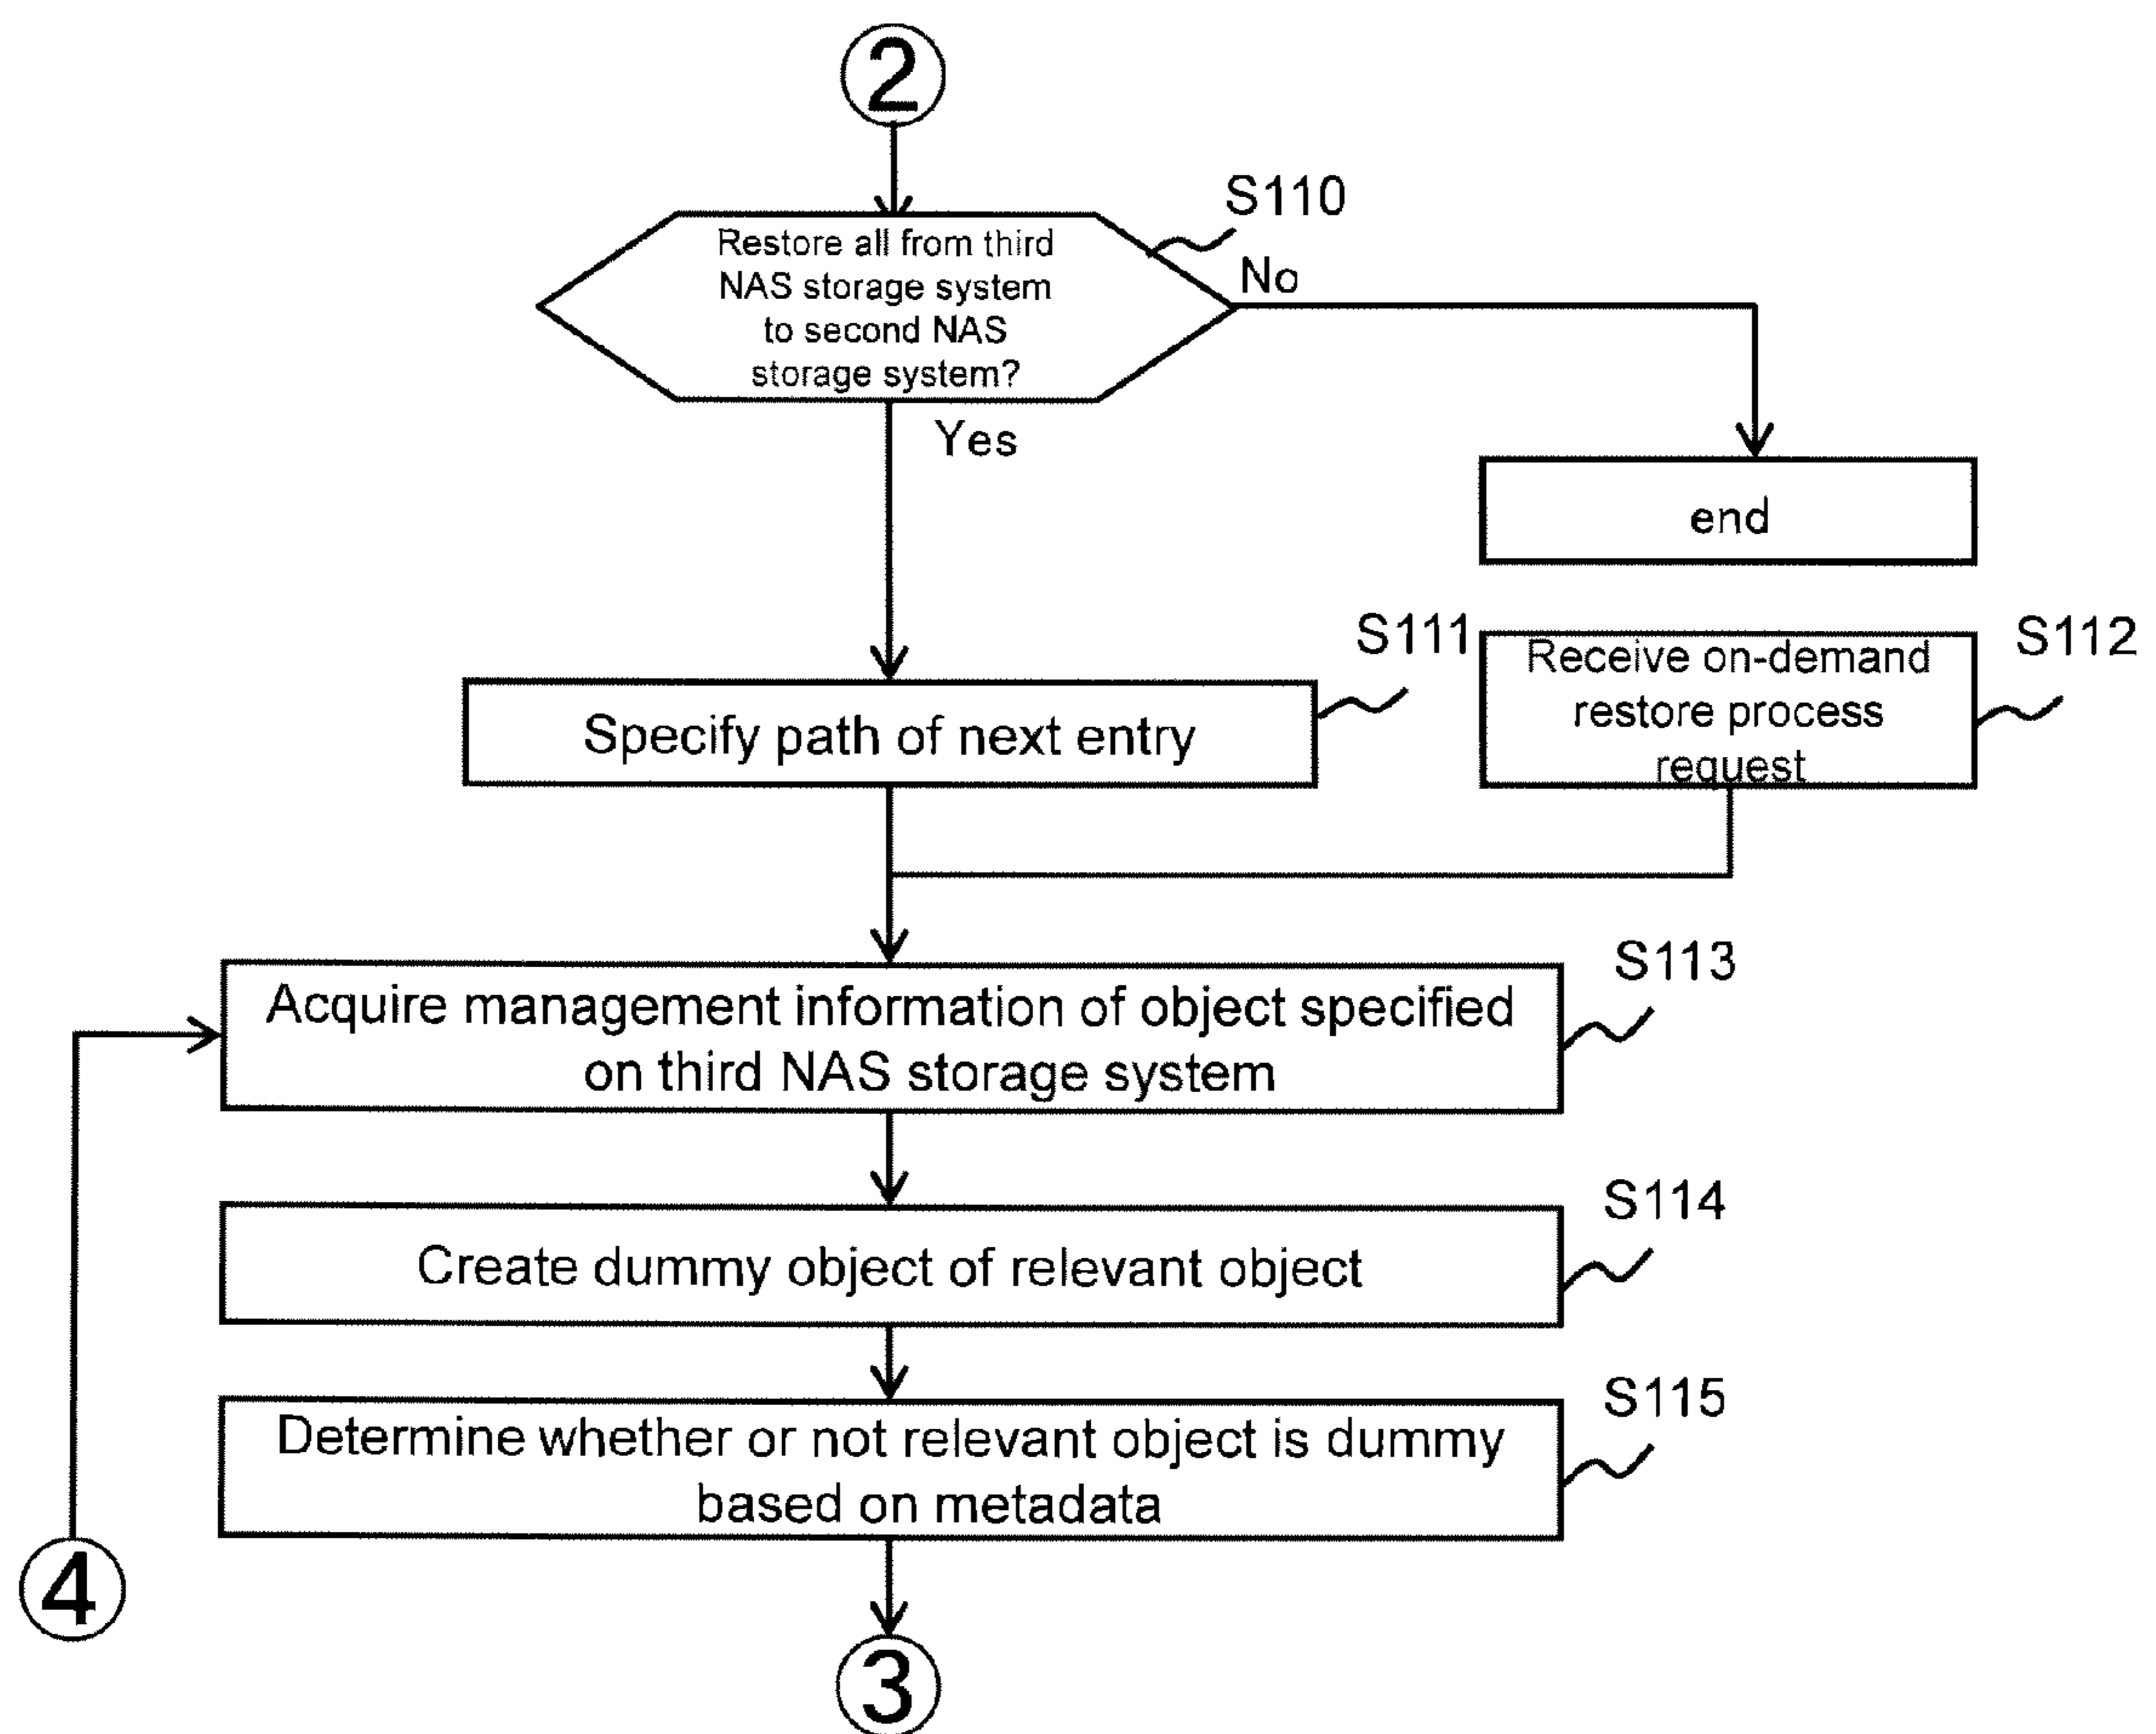 2
S110
Restore all from third
NAS storage system
to second NAS
storage system?
No
Yes
end
S111
Specify path of next entry
S112
Receive on-demand
restore process
request
S113
Acquire management information of object specified
on third NAS storage system
S114
Create dummy object of relevant object
S115
Determine whether or not relevant object is dummy
based on metadata
4
3